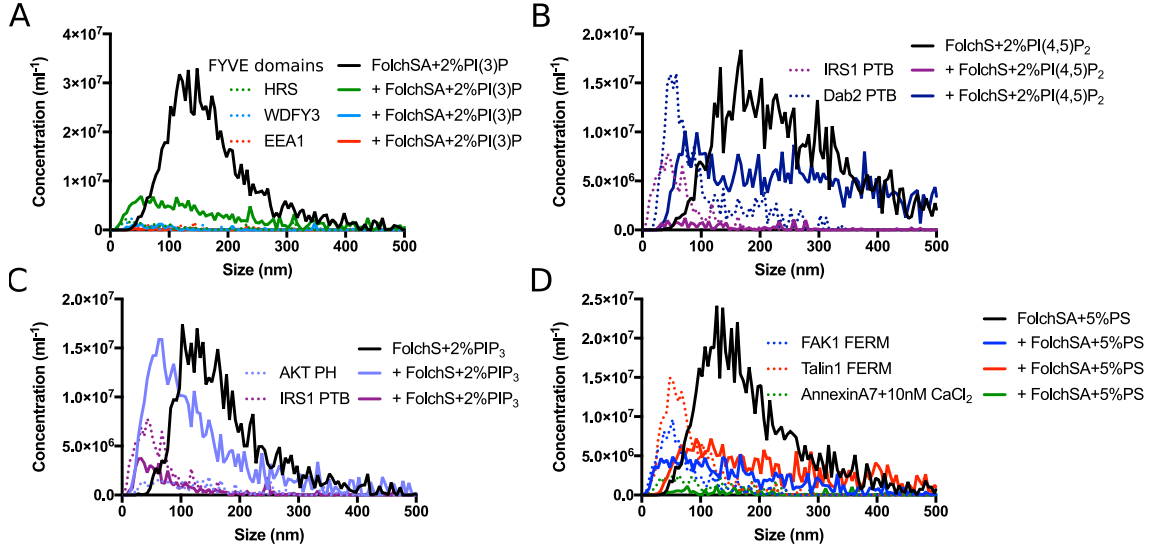 A
Concentration (ml⁻¹)
4×10⁷
3×10⁷
2×10⁷
1×10⁷
0
0 100 200 300 400 500
Size (nm)
FYVE domains
HRS
WDFY3
EEA1
FolchSA+2%PI(3)P
+ FolchSA+2%PI(3)P
+ FolchSA+2%PI(3)P
+ FolchSA+2%PI(3)P
B
Concentration (ml⁻¹)
2.0×10⁷
1.5×10⁷
1.0×10⁷
5.0×10⁶
0.0
0 100 200 300 400 500
Size (nm)
IRS1 PTB
Dab2 PTB
FolchS+2%PI(4,5)P₂
+ FolchS+2%PI(4,5)P₂
+ FolchS+2%PI(4,5)P₂
C
Concentration (ml⁻¹)
2.0×10⁷
1.5×10⁷
1.0×10⁷
5.0×10⁶
0.0
0 100 200 300 400 500
Size (nm)
AKT PH
IRS1 PTB
FolchS+2%PIP₃
+ FolchS+2%PIP₃
+ FolchS+2%PIP₃
D
Concentration (ml⁻¹)
2.5×10⁷
2.0×10⁷
1.5×10⁷
1.0×10⁷
5.0×10⁶
0.0
0 100 200 300 400 500
Size (nm)
FAK1 FERM
Talin1 FERM
AnnexinA7+10nM CaCl₂
FolchSA+5%PS
+ FolchSA+5%PS
+ FolchSA+5%PS
+ FolchSA+5%PS